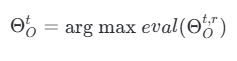 Θ_O^t = arg max eval(Θ_O^{t,r})